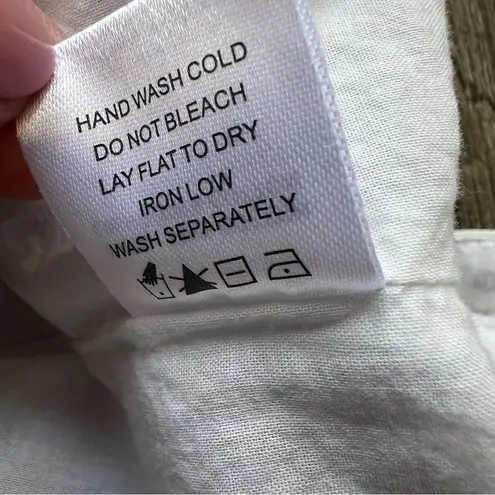 HAND WASH COLD
DO NOT BLEACH
LAY FLAT TO DRY
IRON LOW
WASH SEPARATELY